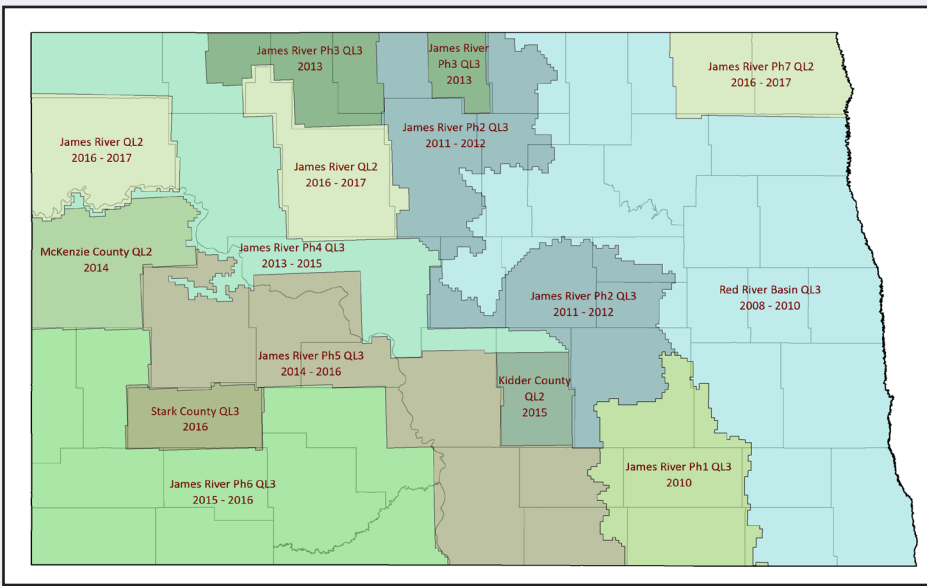 James River Ph3 QL3
2013
James River
Ph3 QL3
2013
James River Ph7 QL2
2016 - 2017
James River Ph2 QL3
2011 - 2012
James River QL2
2016 - 2017
James River QL2
2016 - 2017
McKenzie County QL2
2014
James River Ph4 QL3
2013 - 2015
James River Ph2 QL3
2011 - 2012
Red River Basin QL3
2008 - 2010
James River Ph5 QL3
2014 - 2016
Kidder County
QL2
2015
Stark County QL3
2016
James River Ph1 QL3
2010
James River Ph6 QL3
2015 - 2016